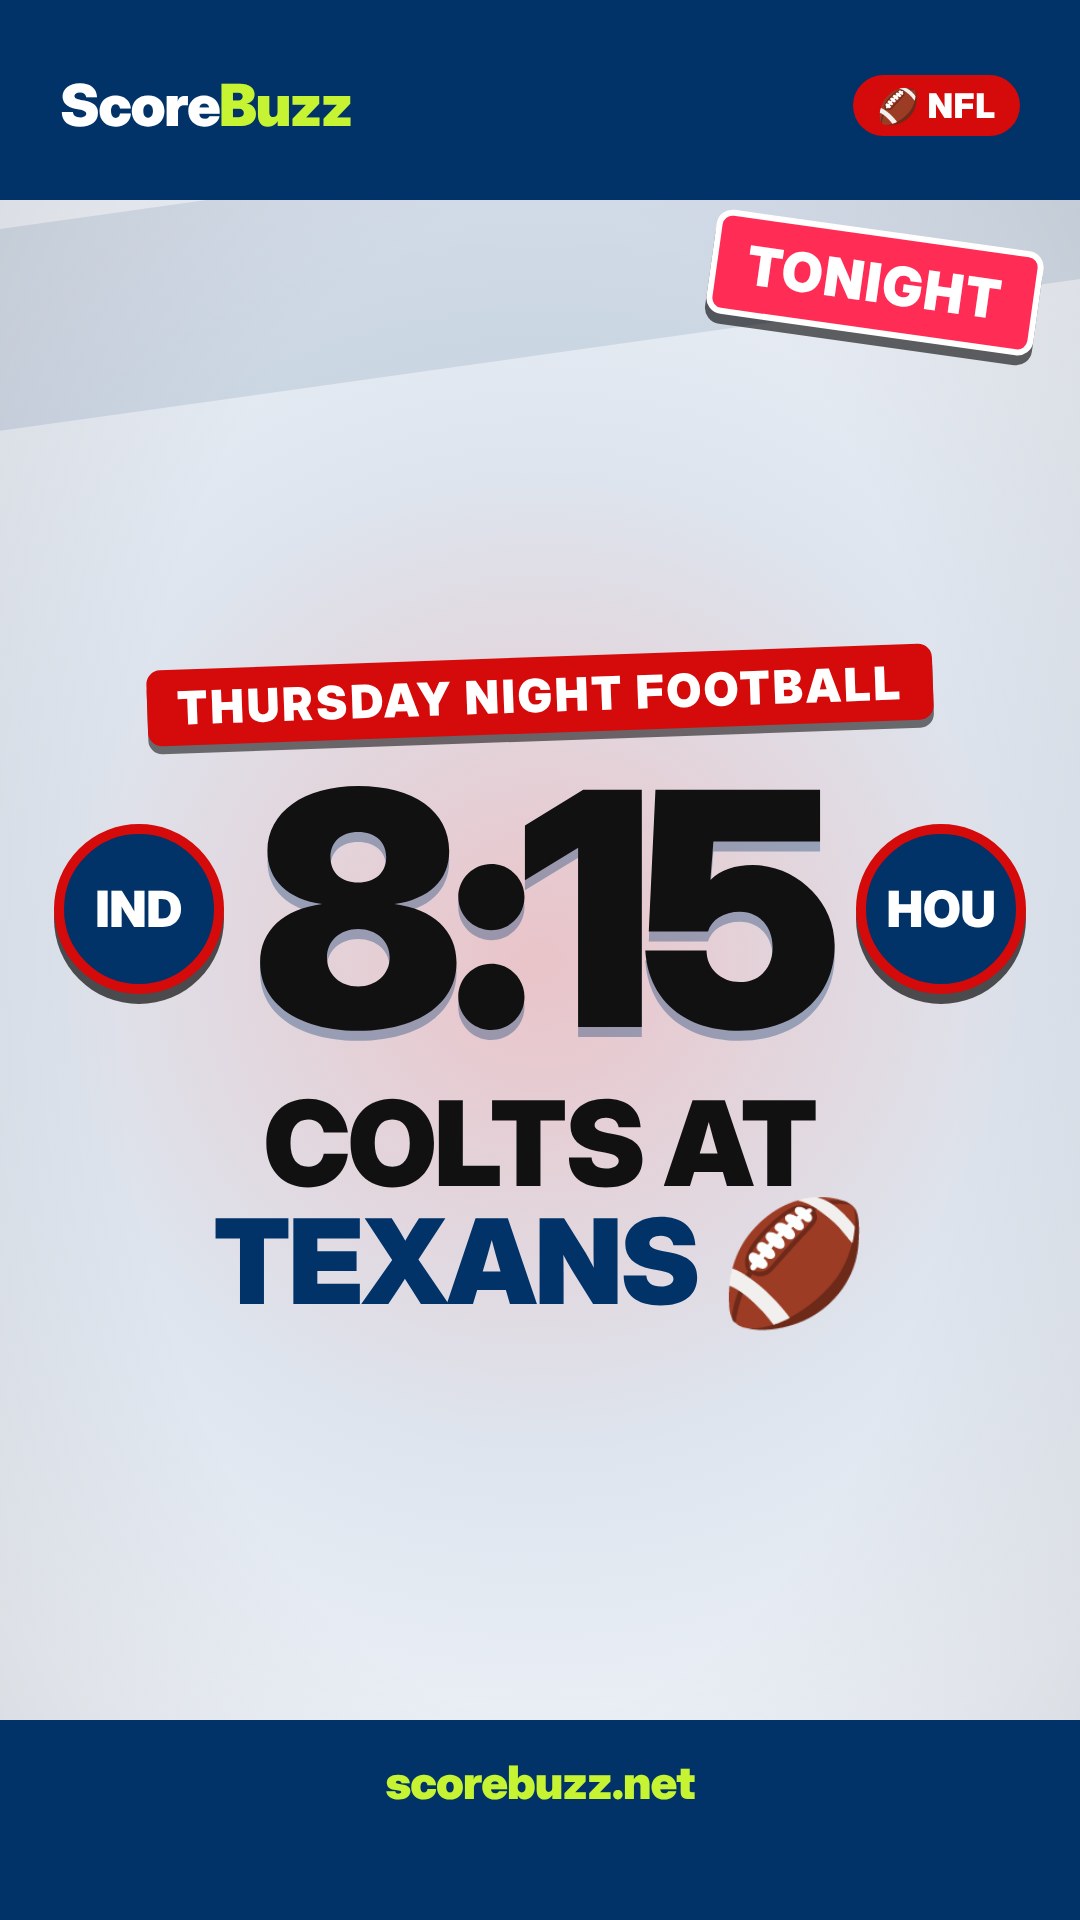 ScoreBuzz
🏈 NFL
TONIGHT
THURSDAY NIGHT FOOTBALL
IND
8:15
HOU
COLTS AT
TEXANS 🏈
scorebuzz.net